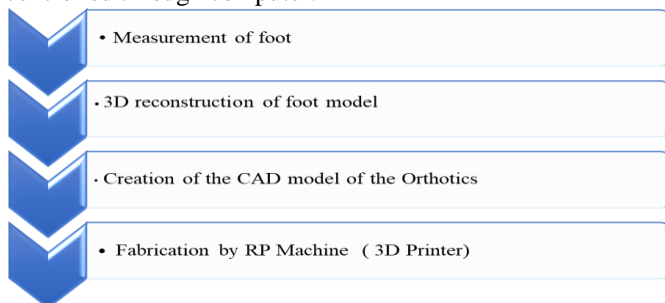 • Measurement of foot
• 3D reconstruction of foot model
• Creation of the CAD model of the Orthotics
• Fabrication by RP Machine ( 3D Printer)